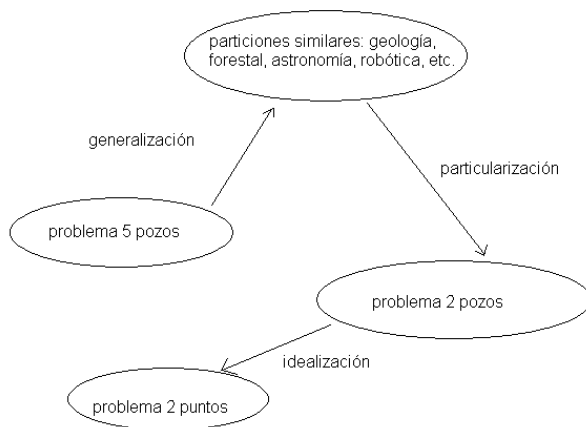 particiones similares: geología,
forestal, astronomía, robótica, etc.
generalización
particularización
problema 5 pozos
problema 2 pozos
idealización
problema 2 puntos